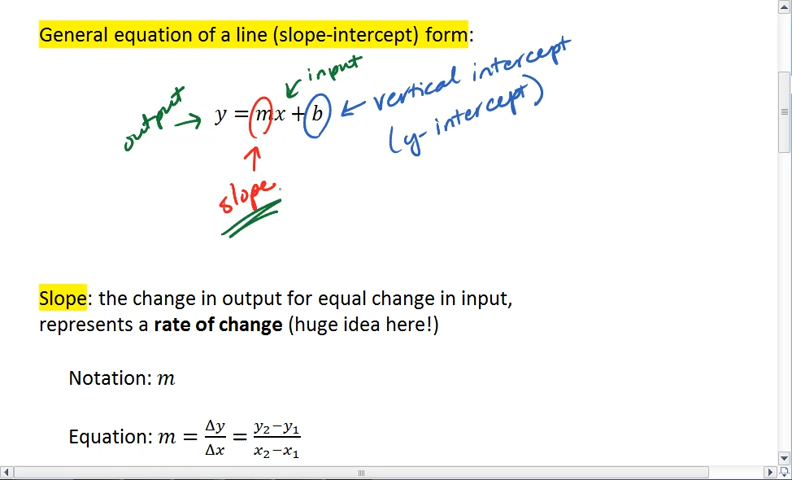 General equation of a line (slope-intercept) form:
output → y = mx + b
↙ input
← vertical intercept
(y-intercept)
↑
slope
Slope: the change in output for equal change in input,
represents a rate of change (huge idea here!)
Notation: m
Equation: m = Δy/Δx = (y₂−y₁)/(x₂−x₁)